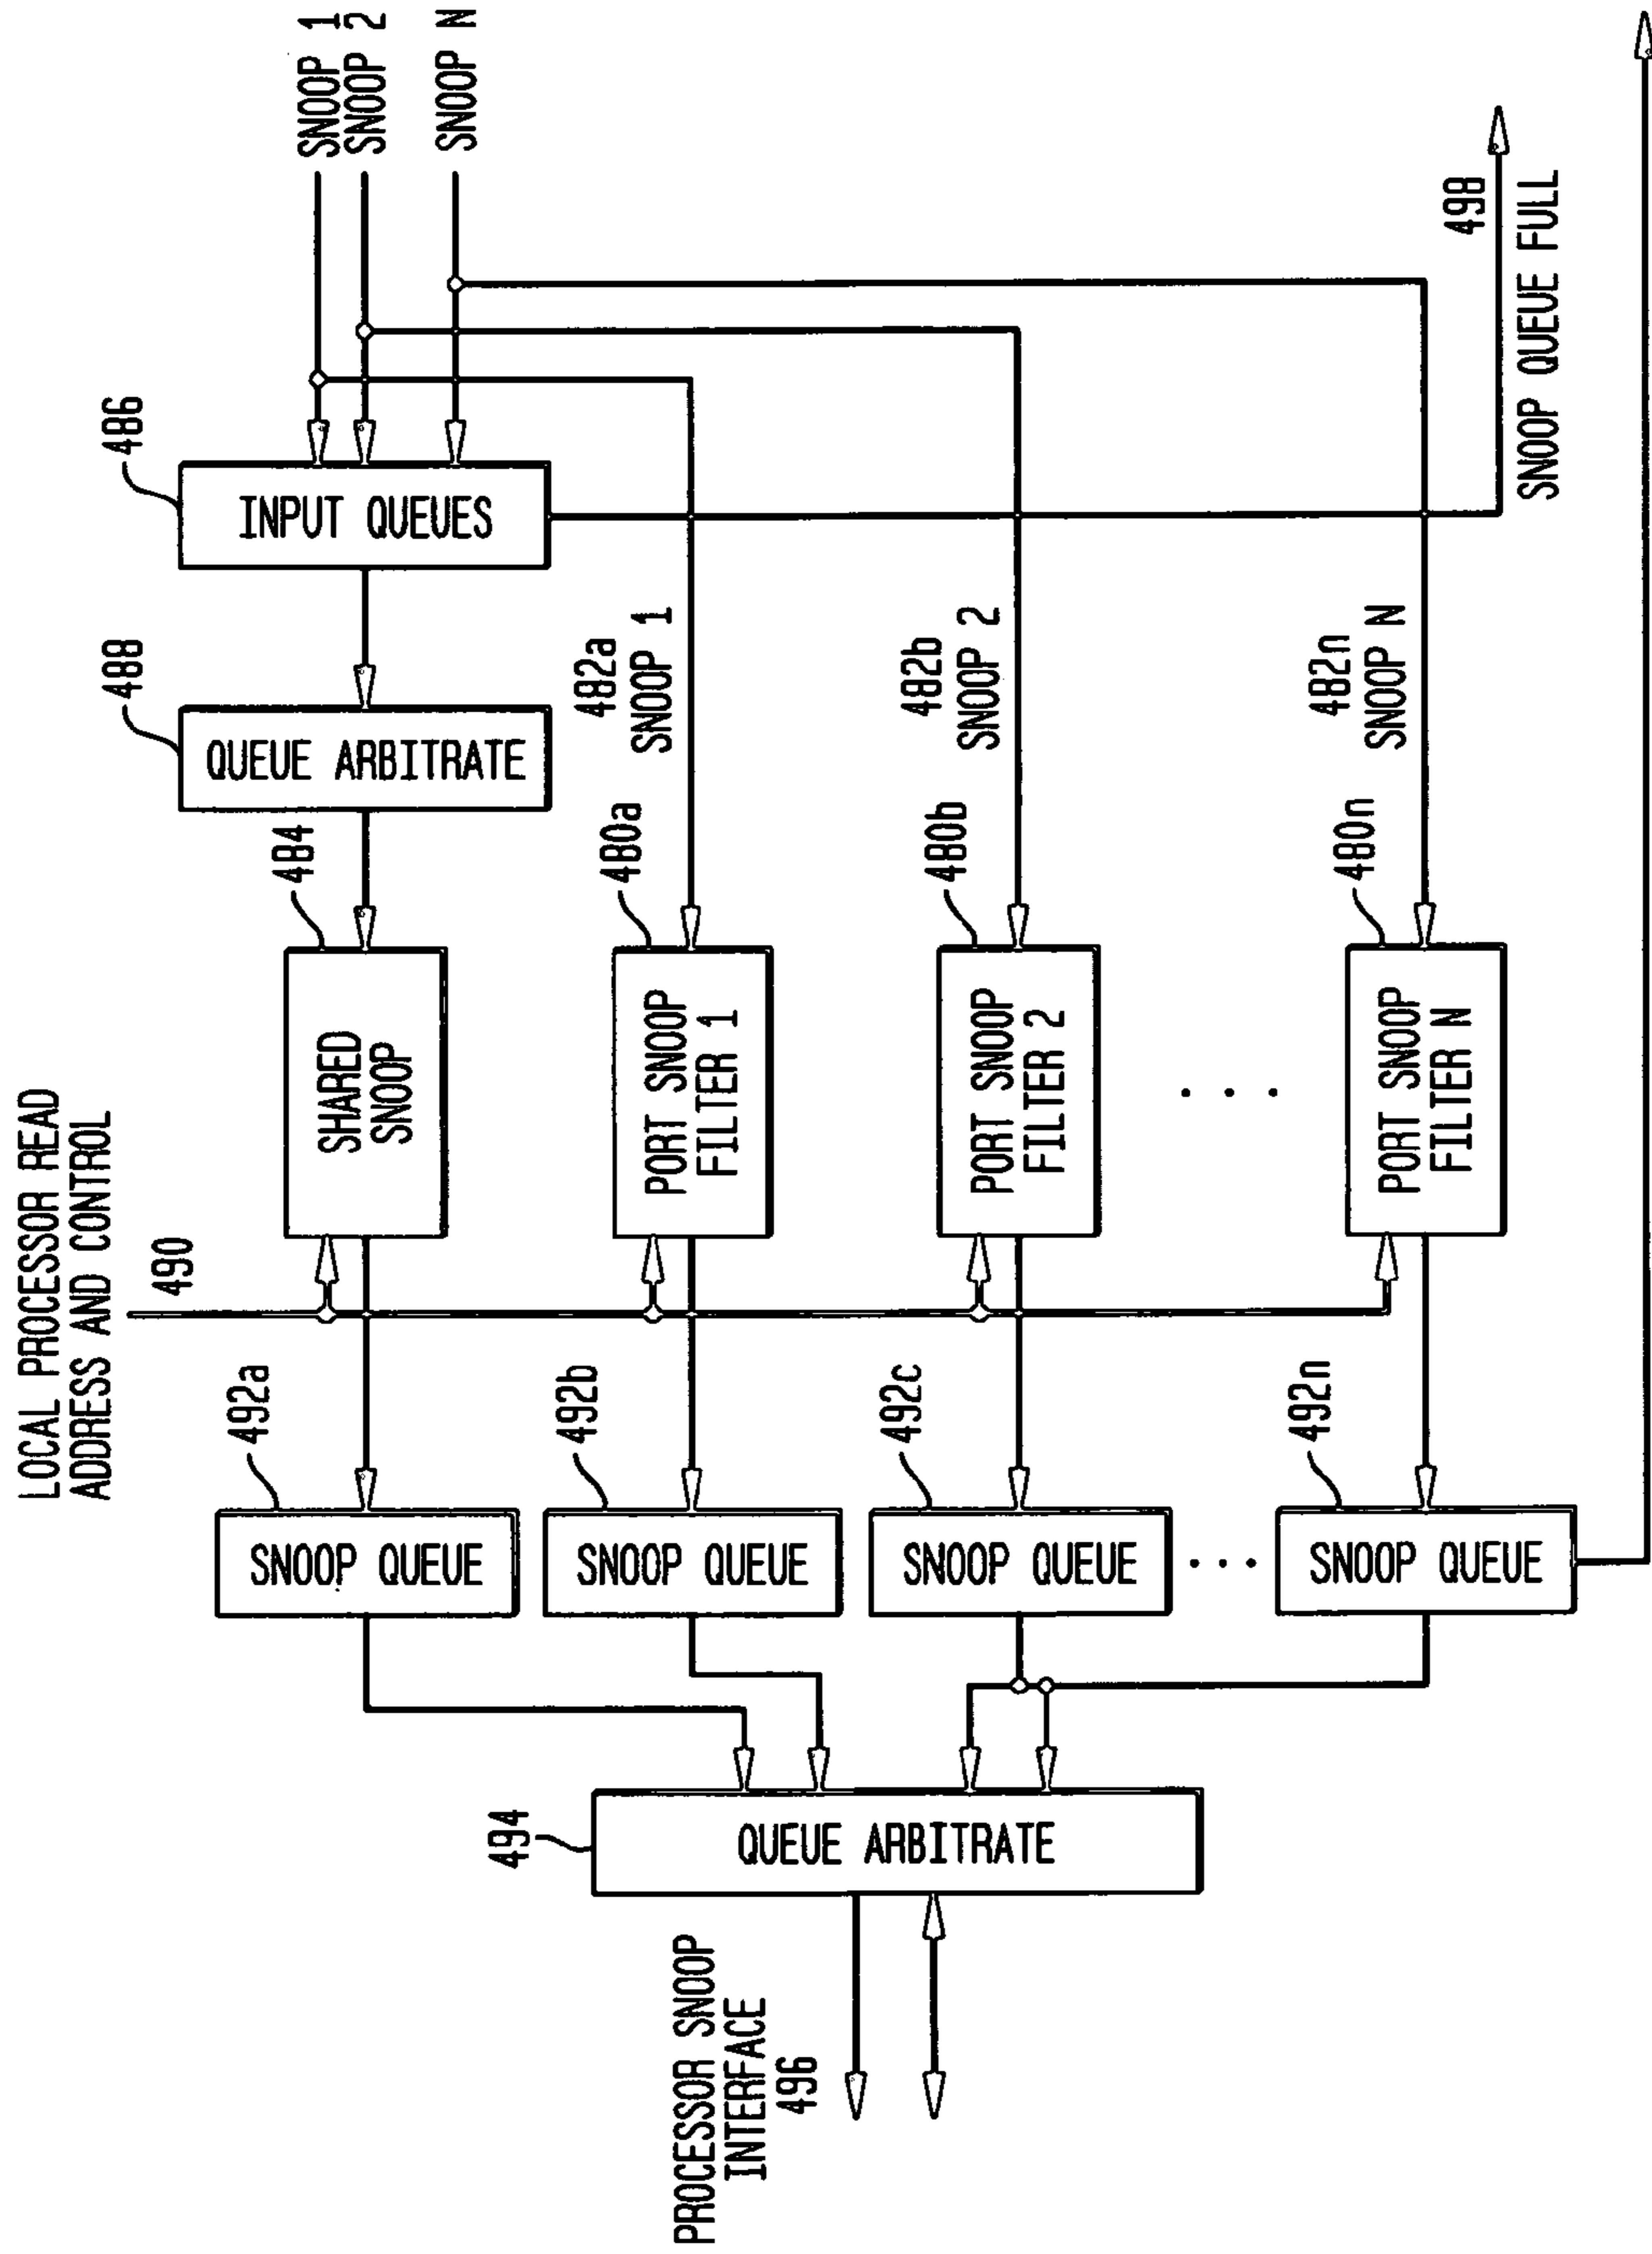 LOCAL PROCESSOR READ
ADDRESS AND CONTROL
490
SNOOP 1
SNOOP 2
SNOOP N
486
INPUT QUEUES
488
QUEUE ARBITRATE
484
SHARED
SNOOP
492a
SNOOP QUEUE
482a
SNOOP 1
480a
PORT SNOOP
FILTER 1
492b
SNOOP QUEUE
482b
SNOOP 2
480b
PORT SNOOP
FILTER 2
492c
SNOOP QUEUE
482n
SNOOP N
480n
PORT SNOOP
FILTER N
492n
SNOOP QUEUE
494
QUEUE ARBITRATE
PROCESSOR SNOOP
INTERFACE
496
498
SNOOP QUEUE FULL